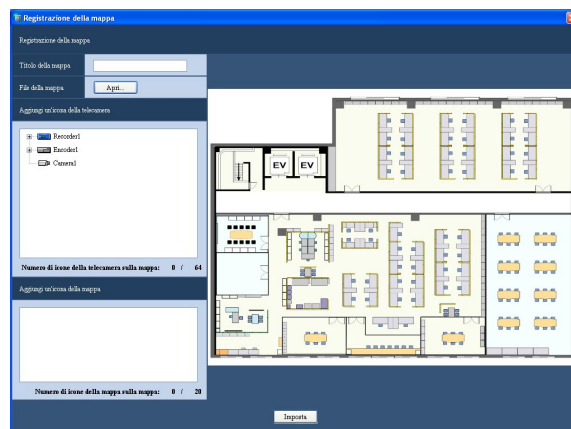 Registrazione della mappa
Registrazione della mappa
Titolo della mappa
File della mappa
Apri...
Aggiungi un'icona della telecamera
Recorder1
Encoder1
Camera1
Numero di icone della telecamera sulla mappa: 0 / 64
Aggiungi un'icona della mappa
Numero di icone della mappa sulla mappa: 0 / 20
EV EV
Imposta